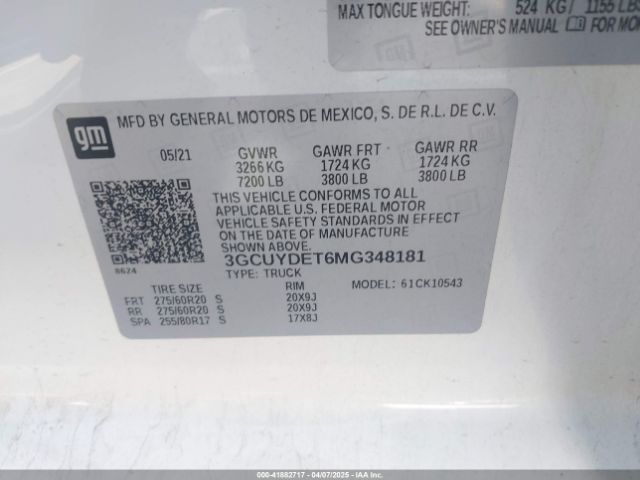 MAX TONGUE WEIGHT: 524 KG/ 1155 LB
SEE OWNER'S MANUAL FOR MO
gm
MFD BY GENERAL MOTORS DE MEXICO, S. DE R.L. DE C.V.
05/21 GVWR GAWR FRT GAWR RR
3266 KG 1724 KG 1724 KG
7200 LB 3800 LB 3800 LB
THIS VEHICLE CONFORMS TO ALL
APPLICABLE U.S. FEDERAL MOTOR
VEHICLE SAFETY STANDARDS IN EFFECT
ON THE DATE OF MANUFACTURE
SHOWN ABOVE.
3GCUYDET6MG348181
8624 TYPE: TRUCK
TIRE SIZE RIM MODEL: 61CK10543
FRT 275/60R20 S 20X9J
RR 275/60R20 S 20X9J
SPA 255/80R17 S 17X8J
000-41882717 - 04/07/2025 - IAAI.COM